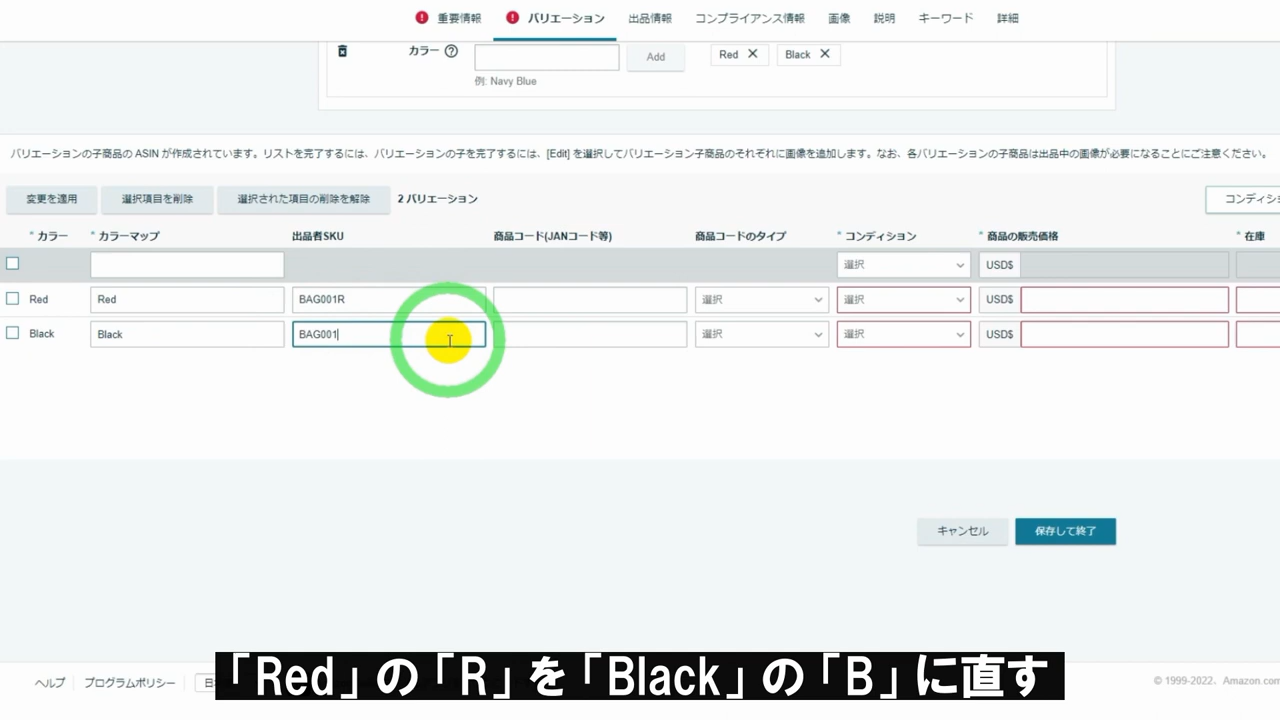 重要情報 バリエーション 出品情報 コンプライアンス情報 画像 説明 キーワード 詳細
カラー Add Red Black
例: Navy Blue
バリエーションの子商品の ASIN が作成されています。リストを完了するには、バリエーションの子を完了するには、[Edit] を選択してバリエーション子商品のそれぞれに画像を追加します。なお、各バリエーションの子商品は出品中の画像が必要になることにご注意ください。
変更を適用 選択項目を削除 選択された項目の削除を解除 2 バリエーション コンディシ
* カラー * カラーマップ 出品者SKU 商品コード(JANコード等) 商品コードのタイプ * コンディション * 商品の販売価格 * 在庫
選択 USD$
Red Red BAG001R 選択 選択 USD$
Black Black BAG001 選択 選択 USD$
キャンセル 保存して終了
「Red」の「R」を「Black」の「B」に直す
ヘルプ プログラムポリシー © 1999-2022、Amazon.com